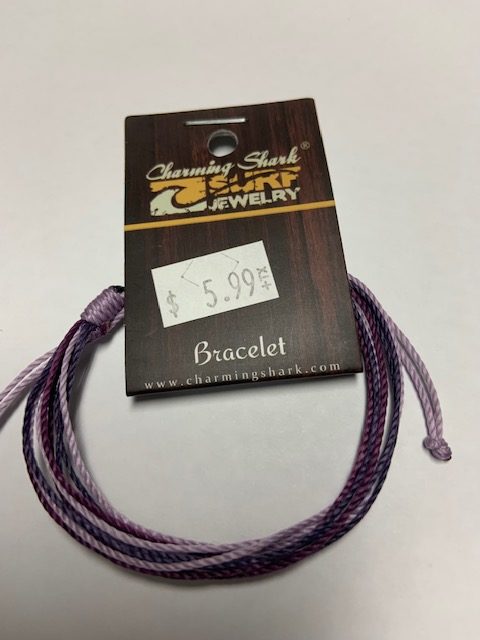 Charming Shark®
SURF
JEWELRY
$ 5.99
Bracelet
www.charmingshark.com